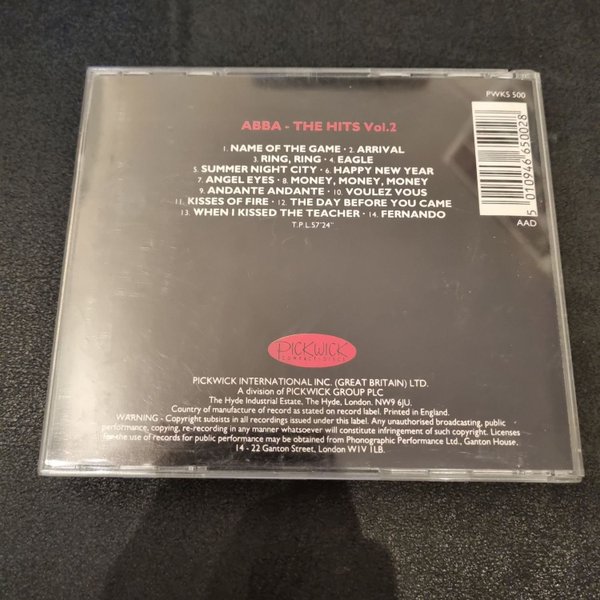 PWKS 500
ABBA - THE HITS Vol.2
1. NAME OF THE GAME · 2. ARRIVAL
3. RING, RING · 4. EAGLE
5. SUMMER NIGHT CITY · 6. HAPPY NEW YEAR
7. ANGEL EYES · 8. MONEY, MONEY, MONEY
9. ANDANTE ANDANTE · 10. VOULEZ VOUS
11. KISSES OF FIRE · 12. THE DAY BEFORE YOU CAME
13. WHEN I KISSED THE TEACHER · 14. FERNANDO
T.P.L.57'24"
5 010946 650028
AAD
PICKWICK
COMPACT DISCS
PICKWICK INTERNATIONAL INC. (GREAT BRITAIN) LTD.
A division of PICKWICK GROUP PLC
The Hyde Industrial Estate, The Hyde, London. NW9 6JU.
Country of manufacture of record as stated on record label. Printed in England.
WARNING - Copyright subsists in all recordings issued under this label. Any unauthorised broadcasting, public
performance, copying, re-recording in any manner whatsoever will constitute infringement of such copyright. Licenses
for the use of records for public performance may be obtained from Phonographic Performance Ltd., Ganton House,
14 - 22 Ganton Street, London W1V 1LB.